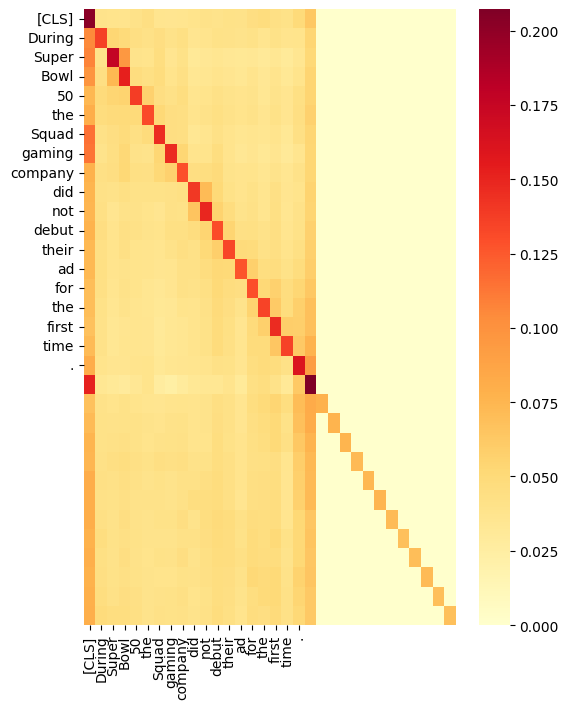 [CLS]
During
Super
Bowl
50
the
Squad
gaming
company
did
not
debut
their
ad
for
the
first
time
.
[CLS]
During
Super
Bowl
50
the
Squad
gaming
company
did
not
debut
their
ad
for
the
first
time
.
0.200
0.175
0.150
0.125
0.100
0.075
0.050
0.025
0.000